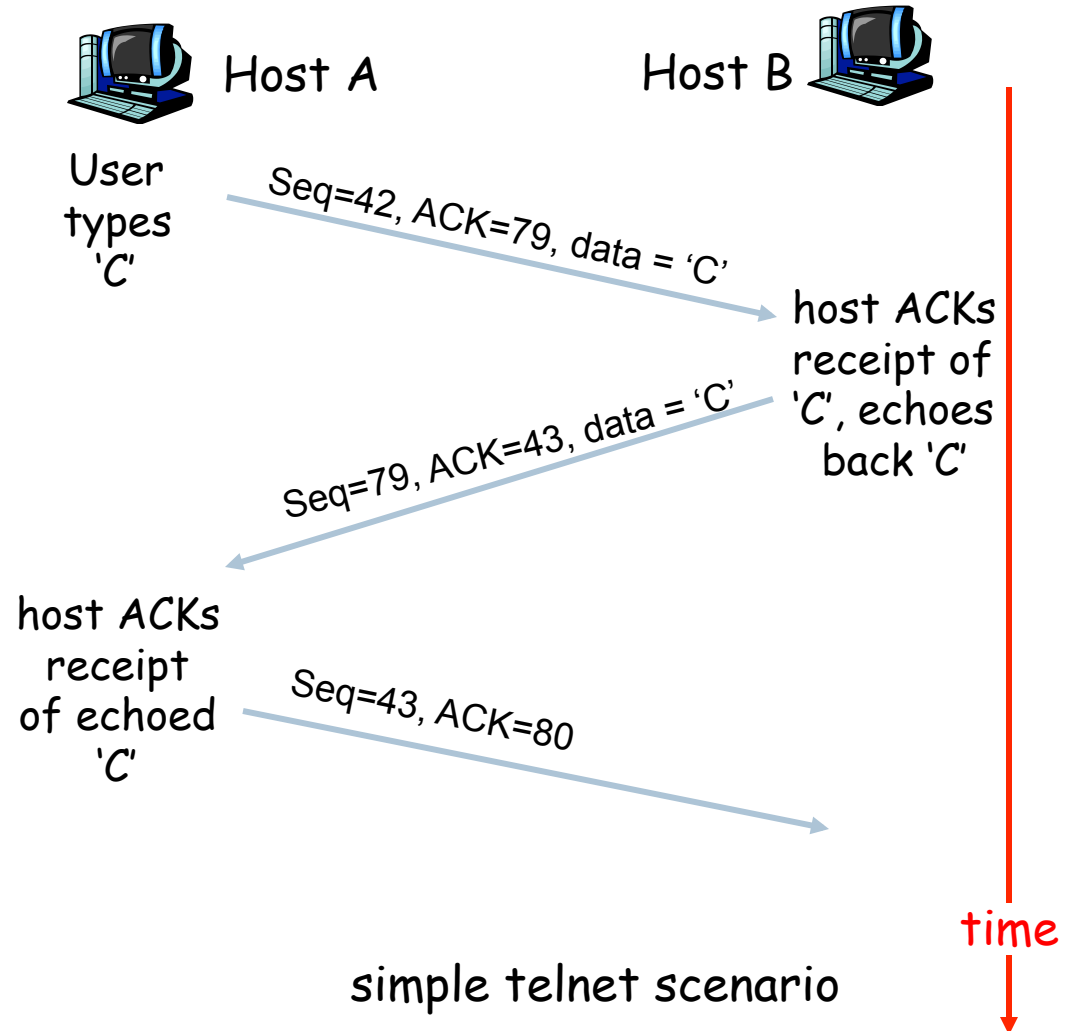 Host A
Host B
User
types
‘C’
Seq=42, ACK=79, data = ‘C’
host ACKs
receipt of
‘C’, echoes
back ‘C’
Seq=79, ACK=43, data = ‘C’
host ACKs
receipt
of echoed
‘C’
Seq=43, ACK=80
time
simple telnet scenario